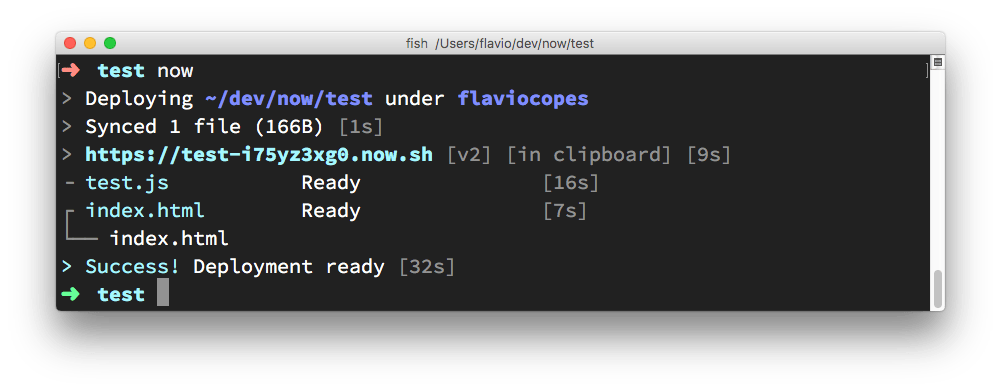 fish /Users/flavio/dev/now/test
➜ test now
> Deploying ~/dev/now/test under flaviocopes
> Synced 1 file (166B) [1s]
> https://test-i75yz3xg0.now.sh [v2] [in clipboard] [9s]
- test.js Ready [16s]
┌ index.html Ready [7s]
└── index.html
> Success! Deployment ready [32s]
➜ test